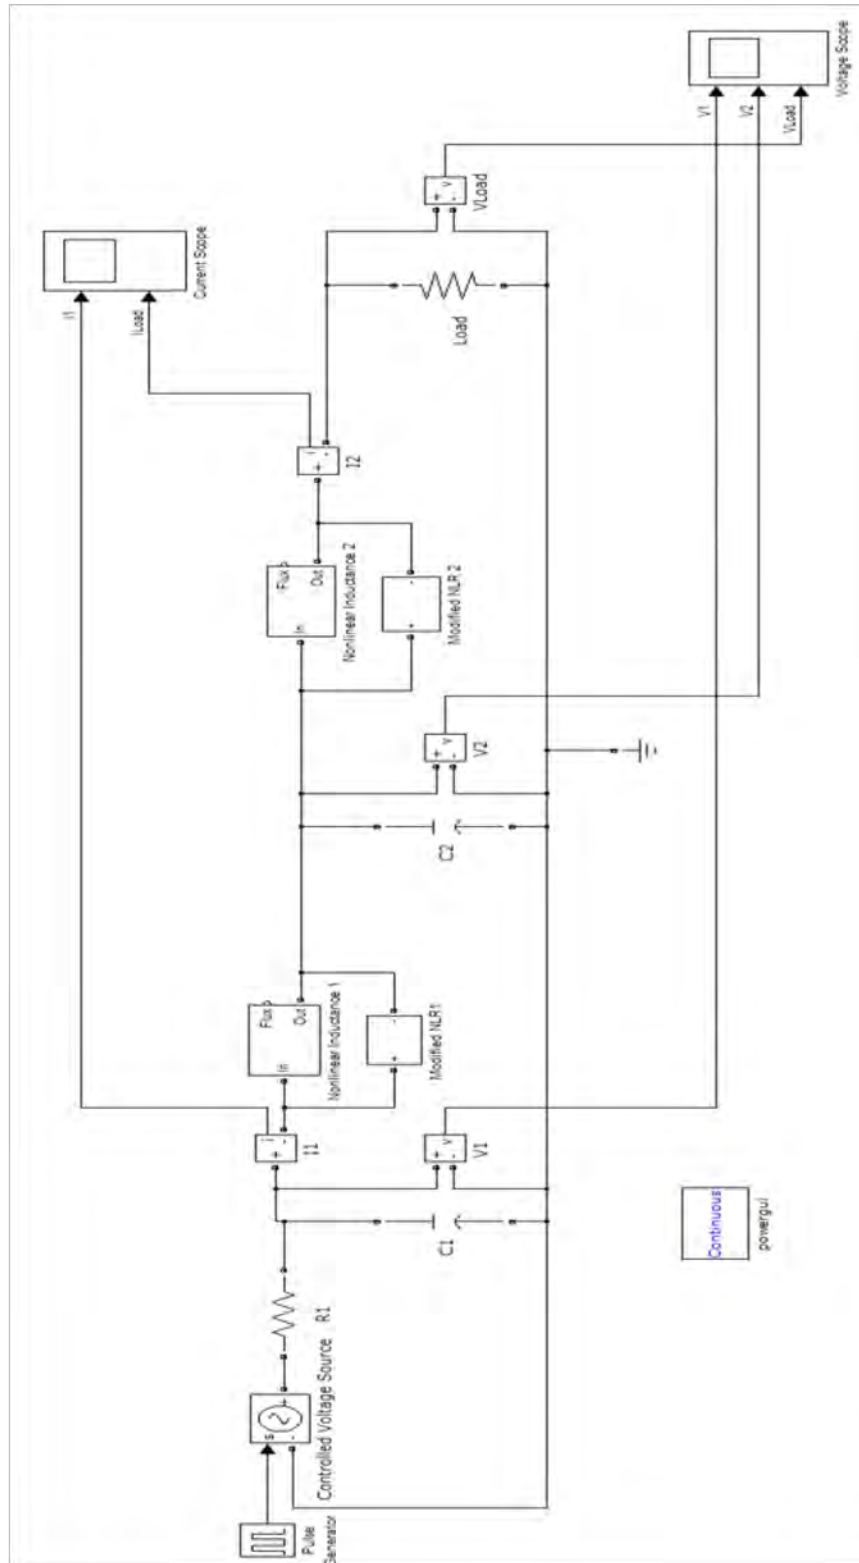 Pulse
Generator
s
-
+
Controlled Voltage Source
R1
C1
+
-
v
V1
+
i
-
I1
In
Flux
Out
Nonlinear Inductance 1
+
-
Modified NLR1
C2
+
-
v
V2
In
Flux
Out
Nonlinear Inductance 2
+
-
Modified NLR 2
+
i
-
I2
Load
+
-
v
VLoad
I1
ILoad
Current Scope
V1
V2
VLoad
Voltage Scope
Continuous
powergui